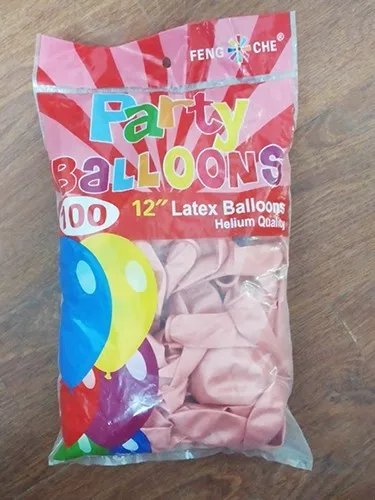 FENG CHE®
Party
BALLOONS
100
12" Latex Balloons
Helium Quality